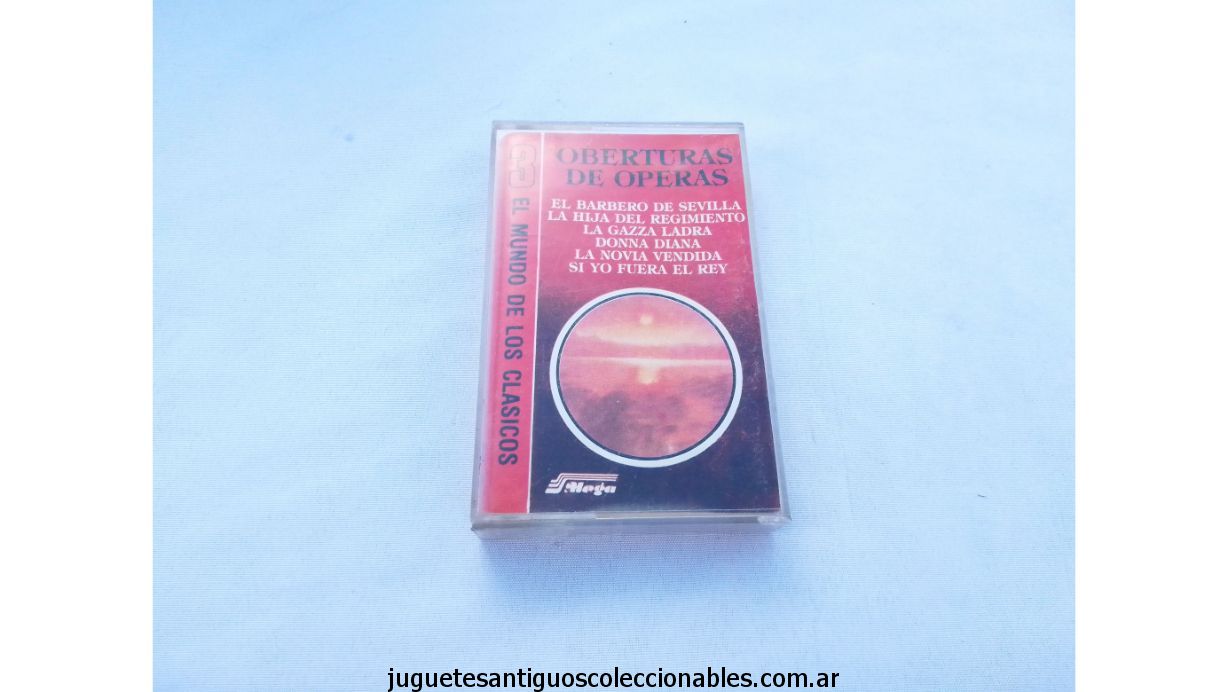 3 EL MUNDO DE LOS CLASICOS
OBERTURAS
DE OPERAS
EL BARBERO DE SEVILLA
LA HIJA DEL REGIMIENTO
LA GAZZA LADRA
DONNA DIANA
LA NOVIA VENDIDA
SI YO FUERA EL REY
juguetesantiguoscoleccionables.com.ar